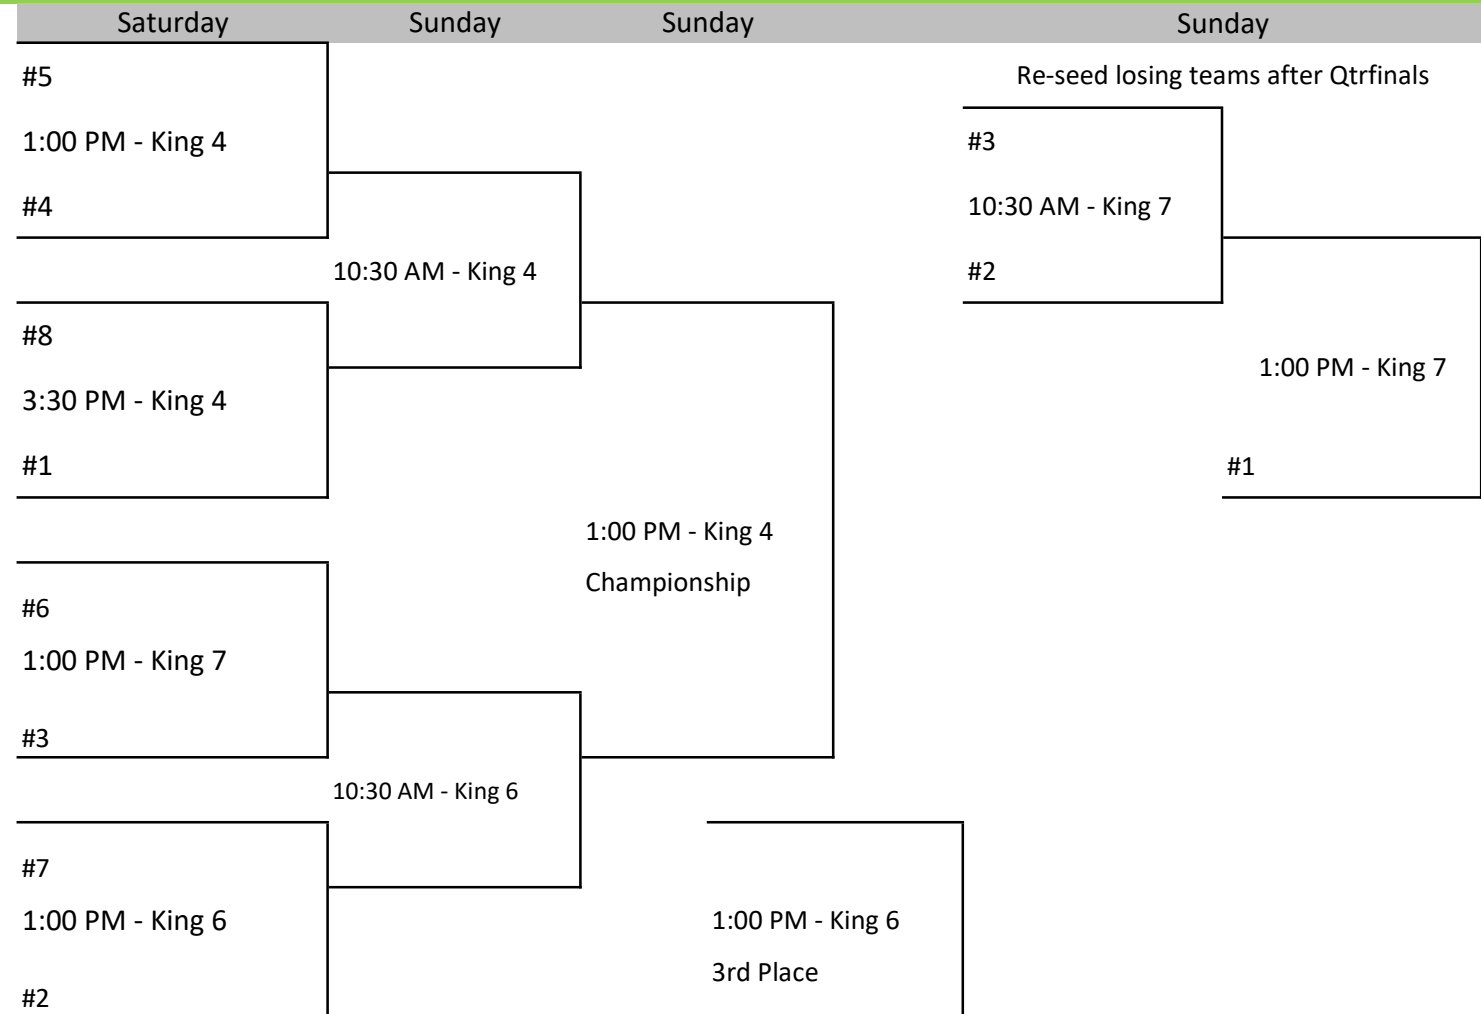 Saturday Sunday Sunday Sunday
#5
1:00 PM - King 4
#4
10:30 AM - King 4
#8
3:30 PM - King 4
#1
1:00 PM - King 4
Championship
#6
1:00 PM - King 7
#3
10:30 AM - King 6
#7
1:00 PM - King 6
#2
1:00 PM - King 6
3rd Place
Re-seed losing teams after Qtrfinals
#3
10:30 AM - King 7
#2
1:00 PM - King 7
#1